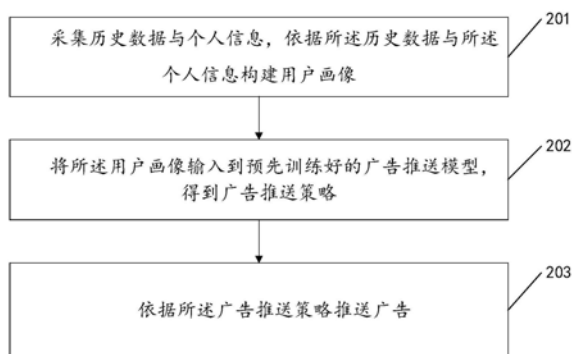 201
采集历史数据与个人信息，依据所述历史数据与所述
个人信息构建用户画像
202
将所述用户画像输入到预先训练好的广告推送模型，
得到广告推送策略
203
依据所述广告推送策略推送广告